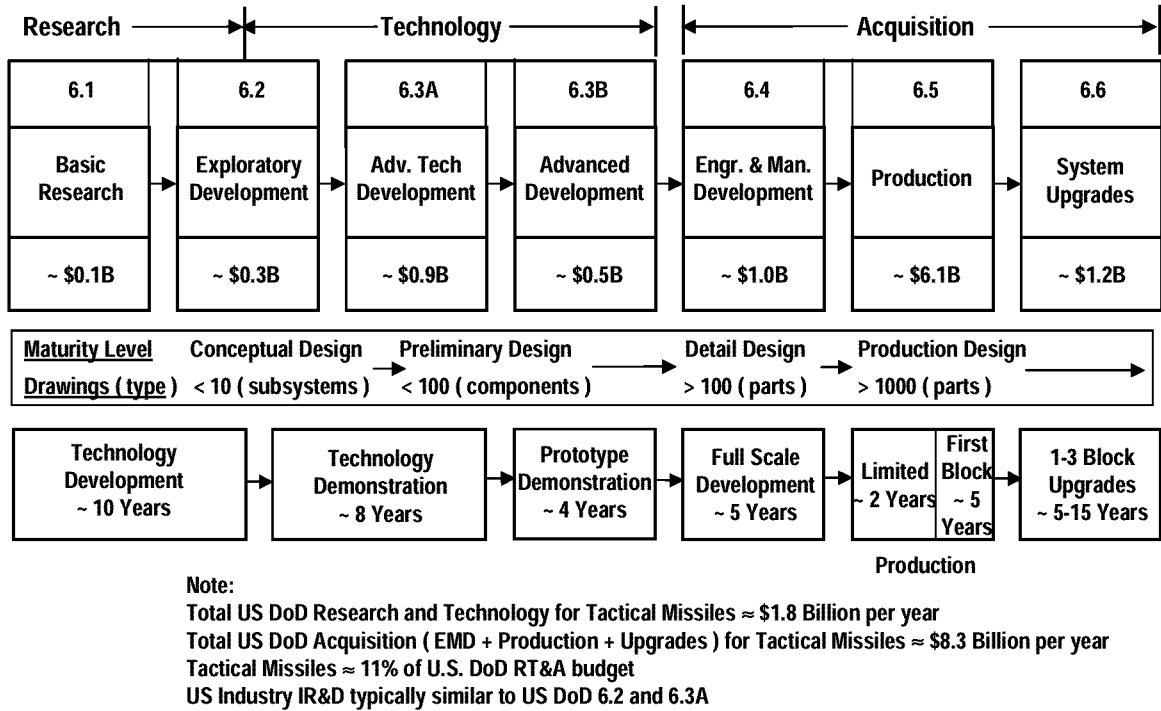 Research
Technology
Acquisition
6.1
6.2
6.3A
6.3B
6.4
6.5
6.6
Basic
Research
Exploratory
Development
Adv. Tech
Development
Advanced
Development
Engr. & Man.
Development
Production
System
Upgrades
~ $0.1B
~ $0.3B
~ $0.9B
~ $0.5B
~ $1.0B
~ $6.1B
~ $1.2B
Maturity Level Conceptual Design Preliminary Design Detail Design Production Design
Drawings ( type ) < 10 ( subsystems ) < 100 ( components ) > 100 ( parts ) > 1000 ( parts )
Technology
Development
~ 10 Years
Technology
Demonstration
~ 8 Years
Prototype
Demonstration
~ 4 Years
Full Scale
Development
~ 5 Years
Limited
~ 2 Years
First
Block
~ 5
Years
1-3 Block
Upgrades
~ 5-15 Years
Production
Note:
Total US DoD Research and Technology for Tactical Missiles ≈ $1.8 Billion per year
Total US DoD Acquisition ( EMD + Production + Upgrades ) for Tactical Missiles ≈ $8.3 Billion per year
Tactical Missiles ≈ 11% of U.S. DoD RT&A budget
US Industry IR&D typically similar to US DoD 6.2 and 6.3A